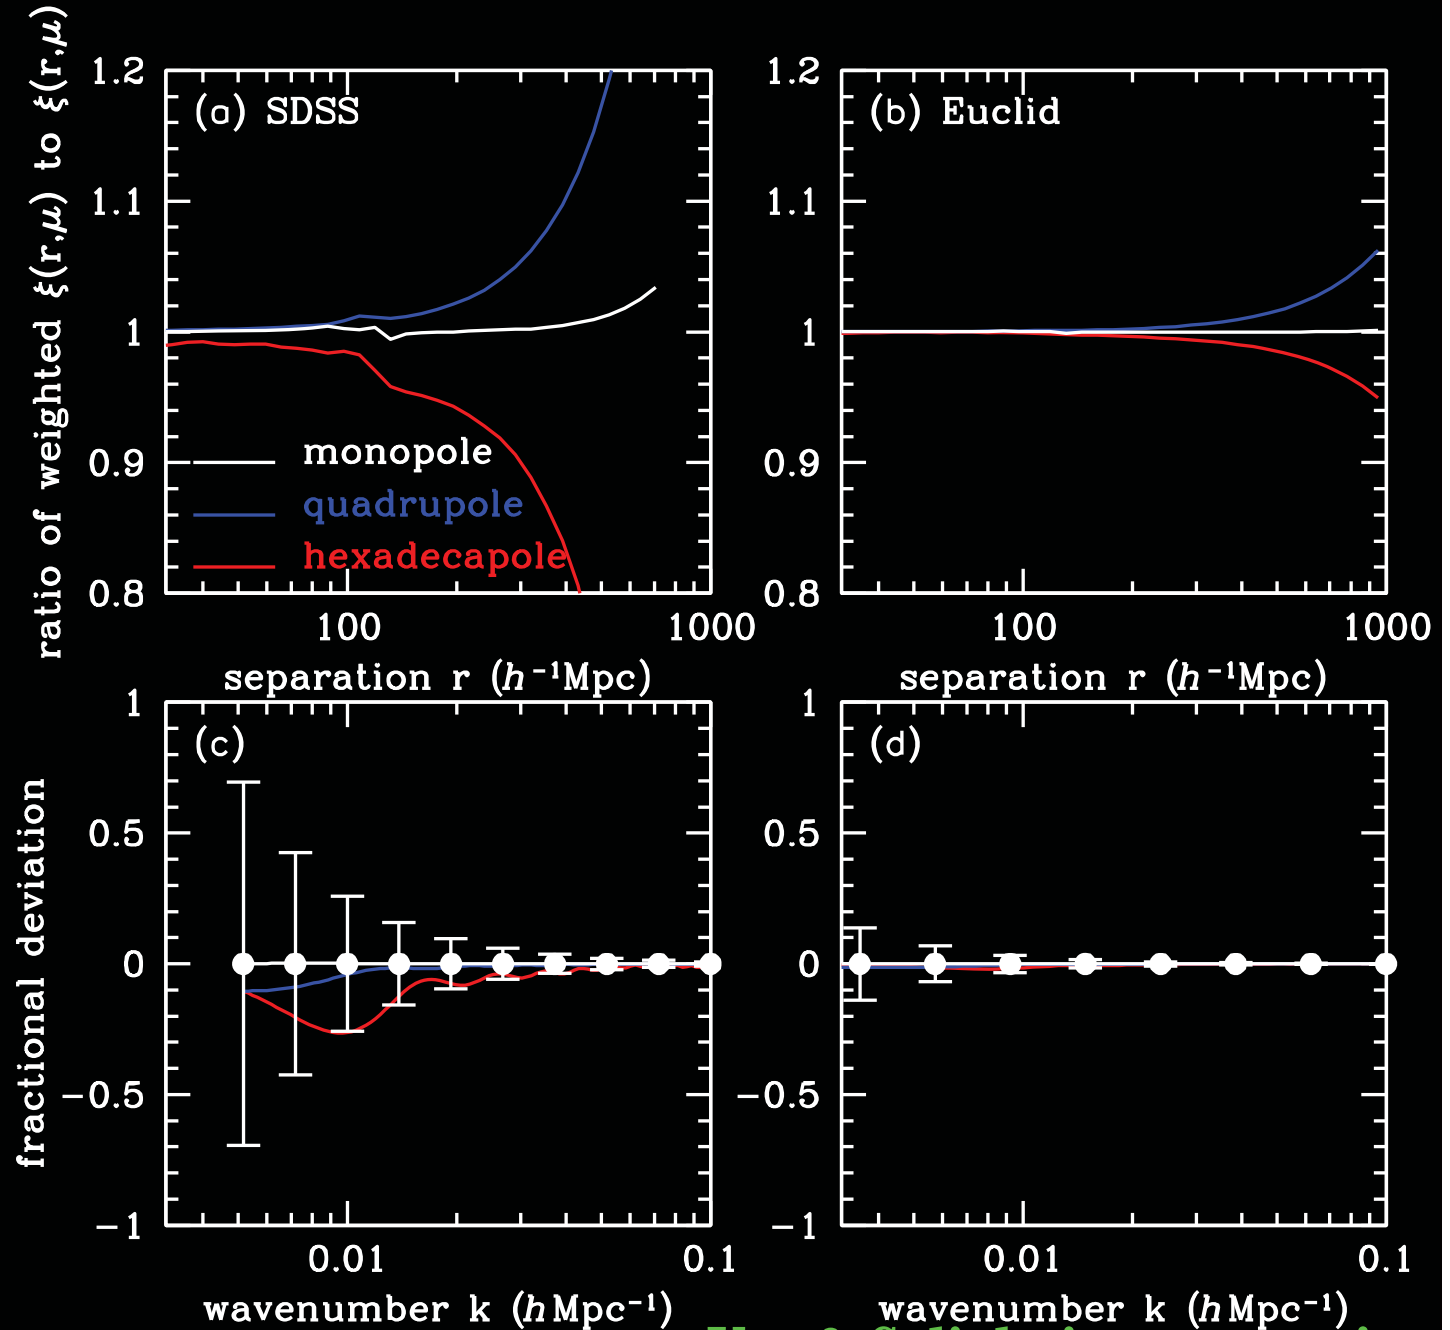 ratio of weighted ξ(r,μ) to ξ(r,μ)
1.2
1.1
1
0.9
0.8
(a) SDSS
monopole
quadrupole
hexadecapole
100 1000
separation r (h⁻¹Mpc)
1.2
1.1
1
0.9
0.8
(b) Euclid
100 1000
separation r (h⁻¹Mpc)
fractional deviation
1
0.5
0
−0.5
−1
(c)
0.01 0.1
wavenumber k (h Mpc⁻¹)
1
0.5
0
−0.5
−1
(d)
0.01 0.1
wavenumber k (h Mpc⁻¹)